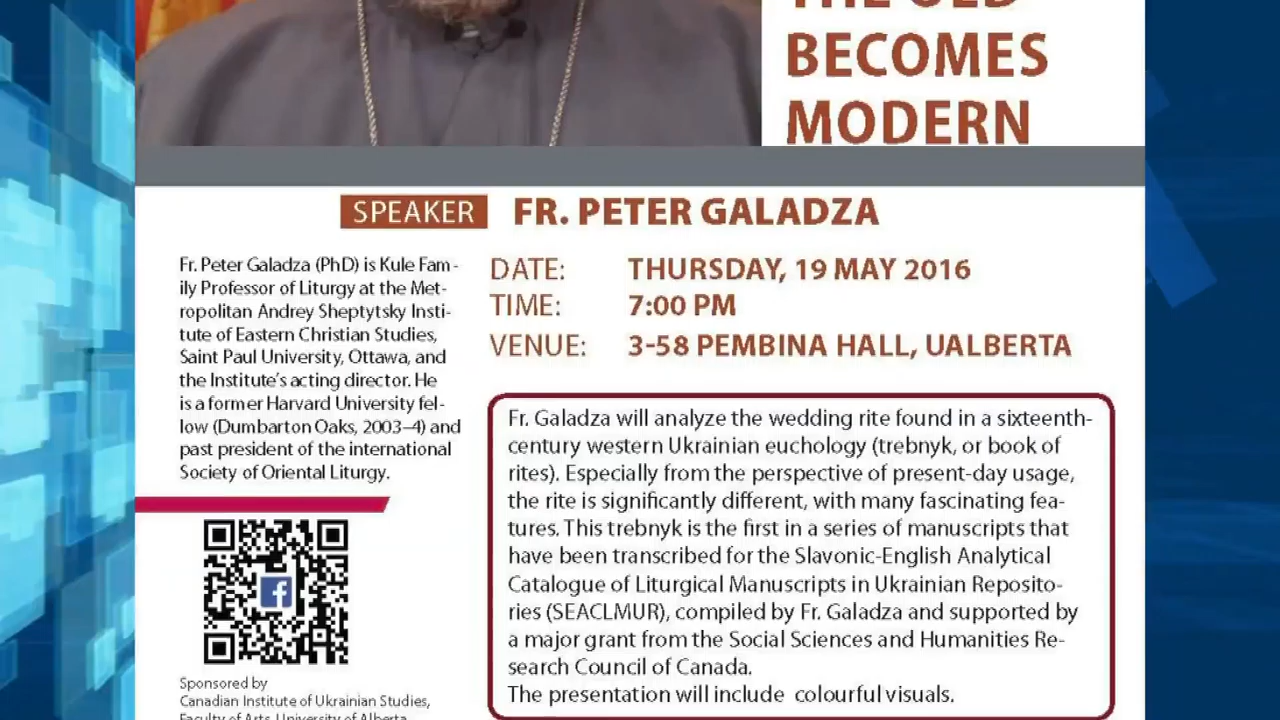 THE OLD
BECOMES
MODERN
SPEAKER FR. PETER GALADZA
Fr. Peter Galadza (PhD) is Kule Fam-
ily Professor of Liturgy at the Met-
ropolitan Andrey Sheptytsky Insti-
tute of Eastern Christian Studies,
Saint Paul University, Ottawa, and
the Institute's acting director. He
is a former Harvard University fel-
low (Dumbarton Oaks, 2003–4) and
past president of the international
Society of Oriental Liturgy.
DATE: THURSDAY, 19 MAY 2016
TIME: 7:00 PM
VENUE: 3-58 PEMBINA HALL, UALBERTA
Fr. Galadza will analyze the wedding rite found in a sixteenth-
century western Ukrainian euchology (trebnyk, or book of
rites). Especially from the perspective of present-day usage,
the rite is significantly different, with many fascinating fea-
tures. This trebnyk is the first in a series of manuscripts that
have been transcribed for the Slavonic-English Analytical
Catalogue of Liturgical Manuscripts in Ukrainian Reposito-
ries (SEACLMUR), compiled by Fr. Galadza and supported by
a major grant from the Social Sciences and Humanities Re-
search Council of Canada.
The presentation will include colourful visuals.
Sponsored by
Canadian Institute of Ukrainian Studies,
Faculty of Arts, University of Alberta